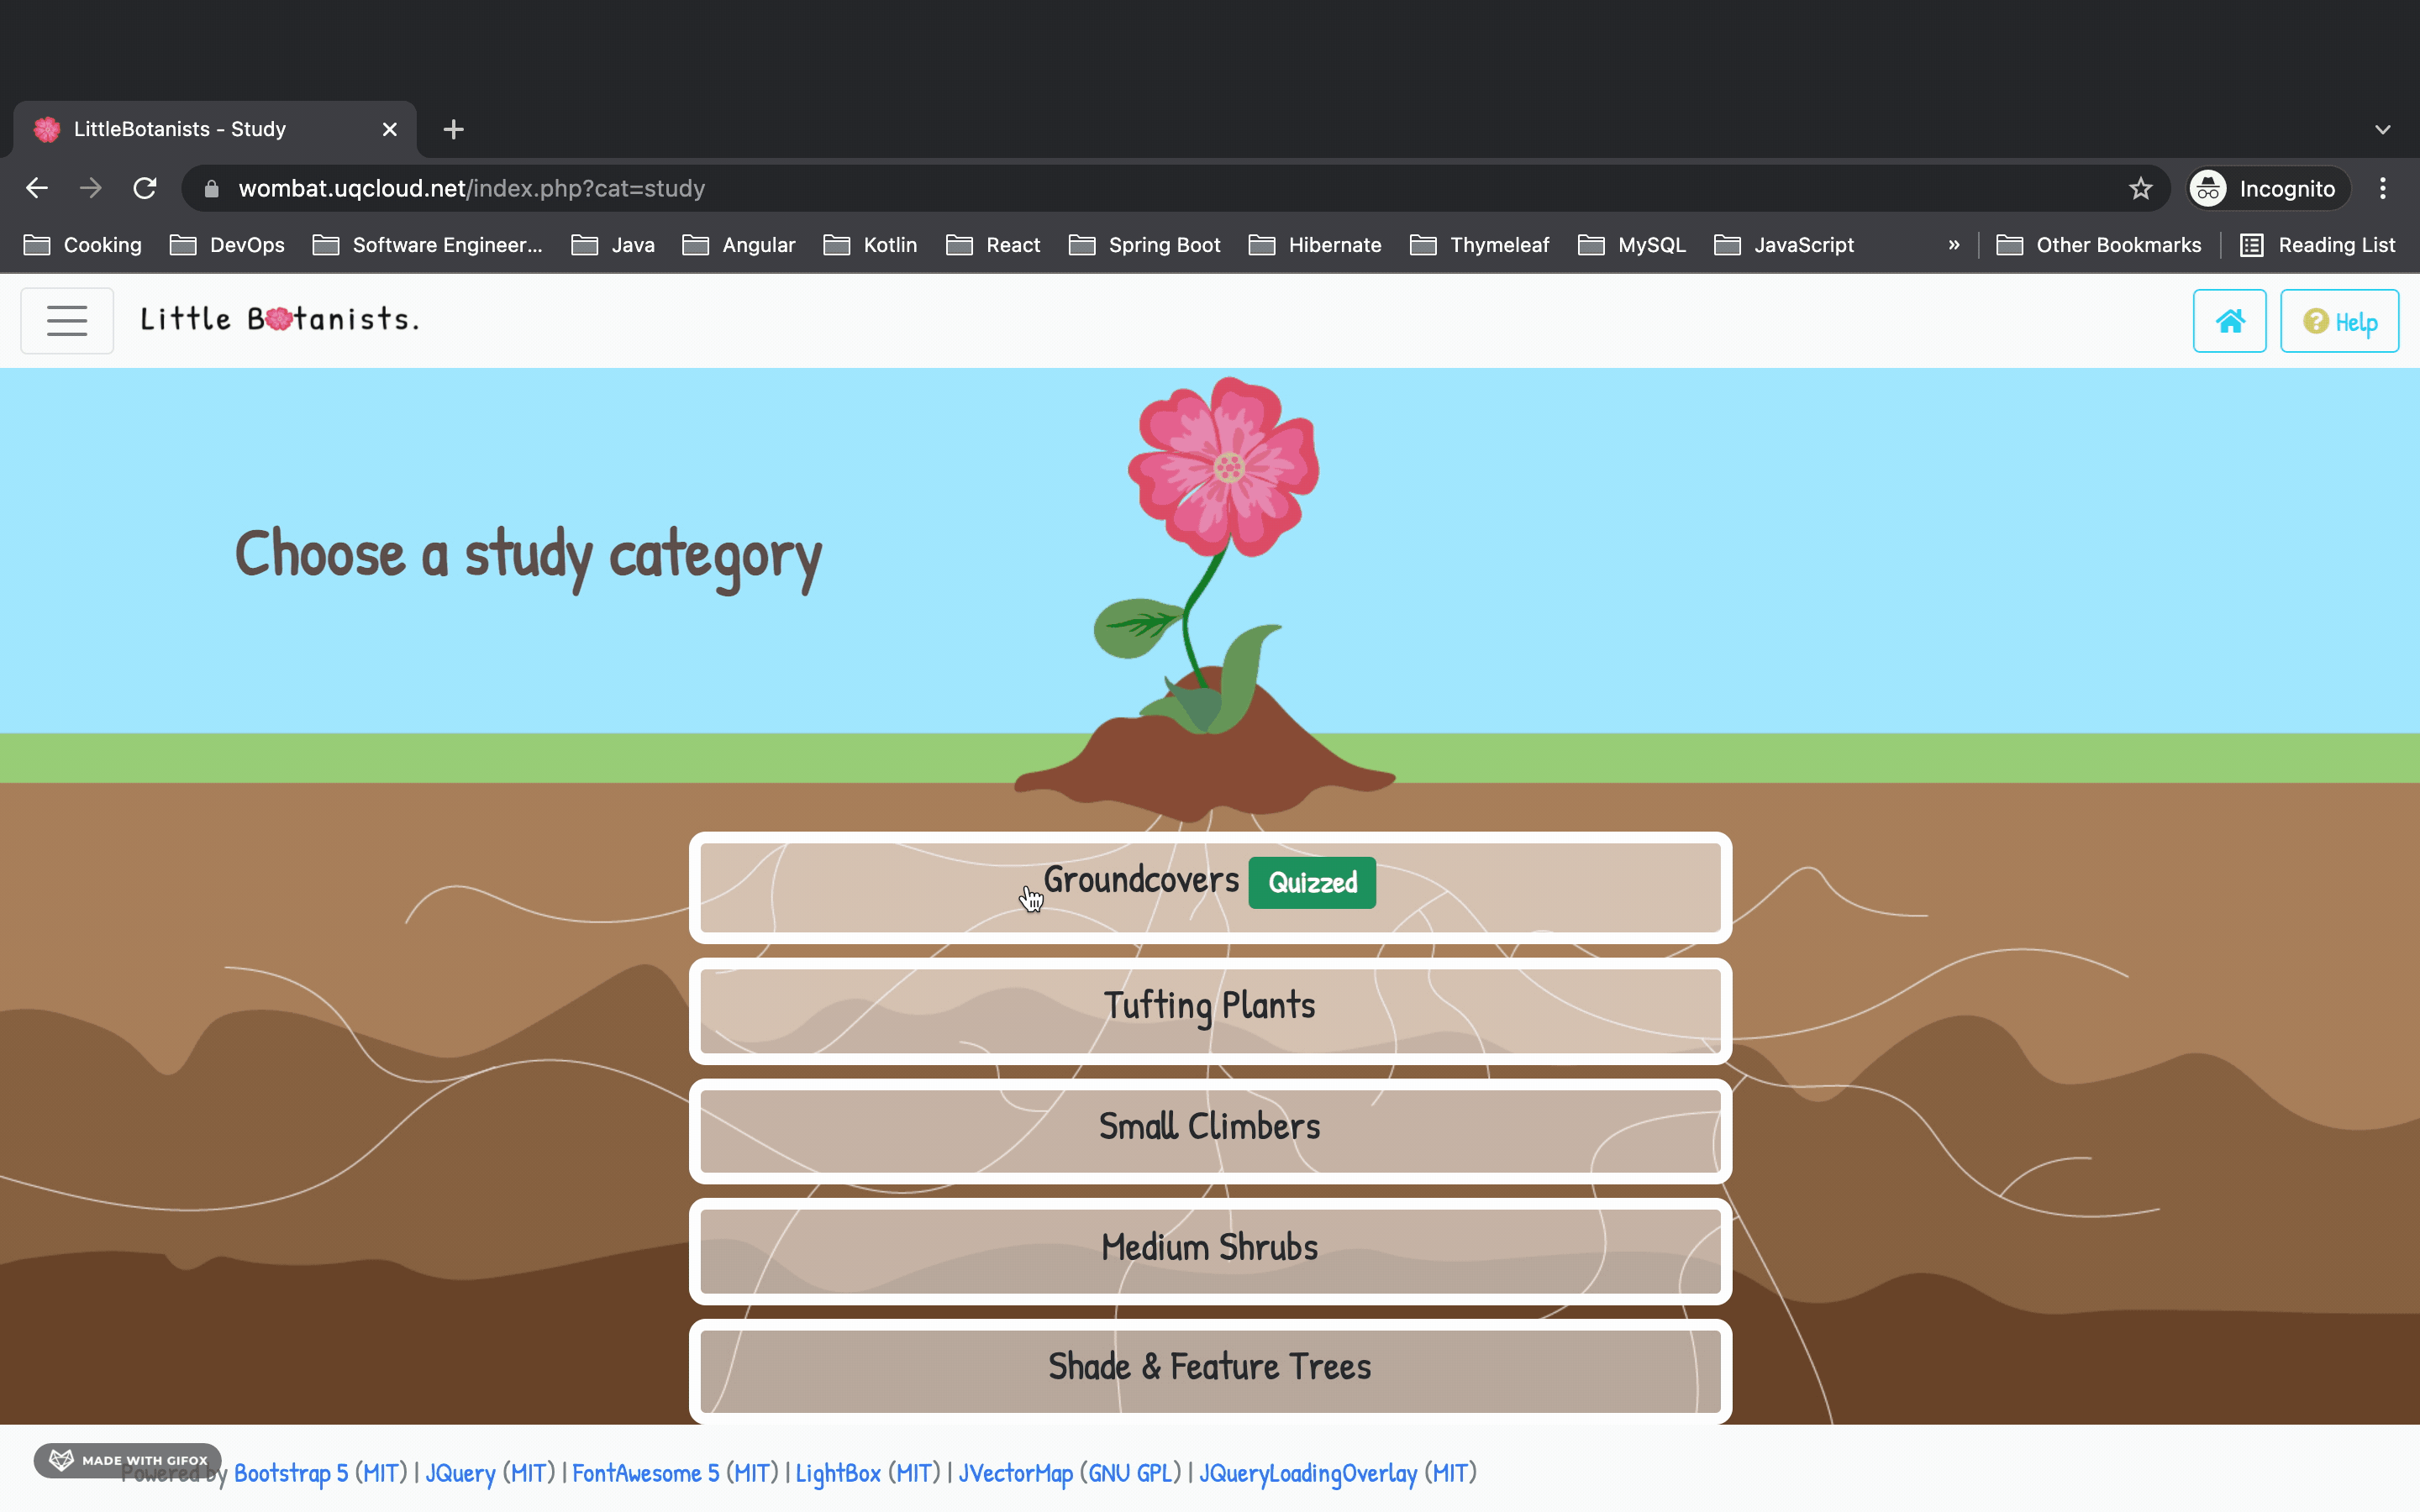 LittleBotanists - Study
wombat.uqcloud.net/index.php?cat=study
Incognito
Cooking DevOps Software Engineer... Java Angular Kotlin React Spring Boot Hibernate Thymeleaf MySQL JavaScript » Other Bookmarks Reading List
Little Botanists.
? Help
Choose a study category
Groundcovers Quizzed
Tufting Plants
Small Climbers
Medium Shrubs
Shade & Feature Trees
MADE WITH GIFOX
Powered by Bootstrap 5 (MIT) | JQuery (MIT) | FontAwesome 5 (MIT) | LightBox (MIT) | JVectorMap (GNU GPL) | JQueryLoadingOverlay (MIT)